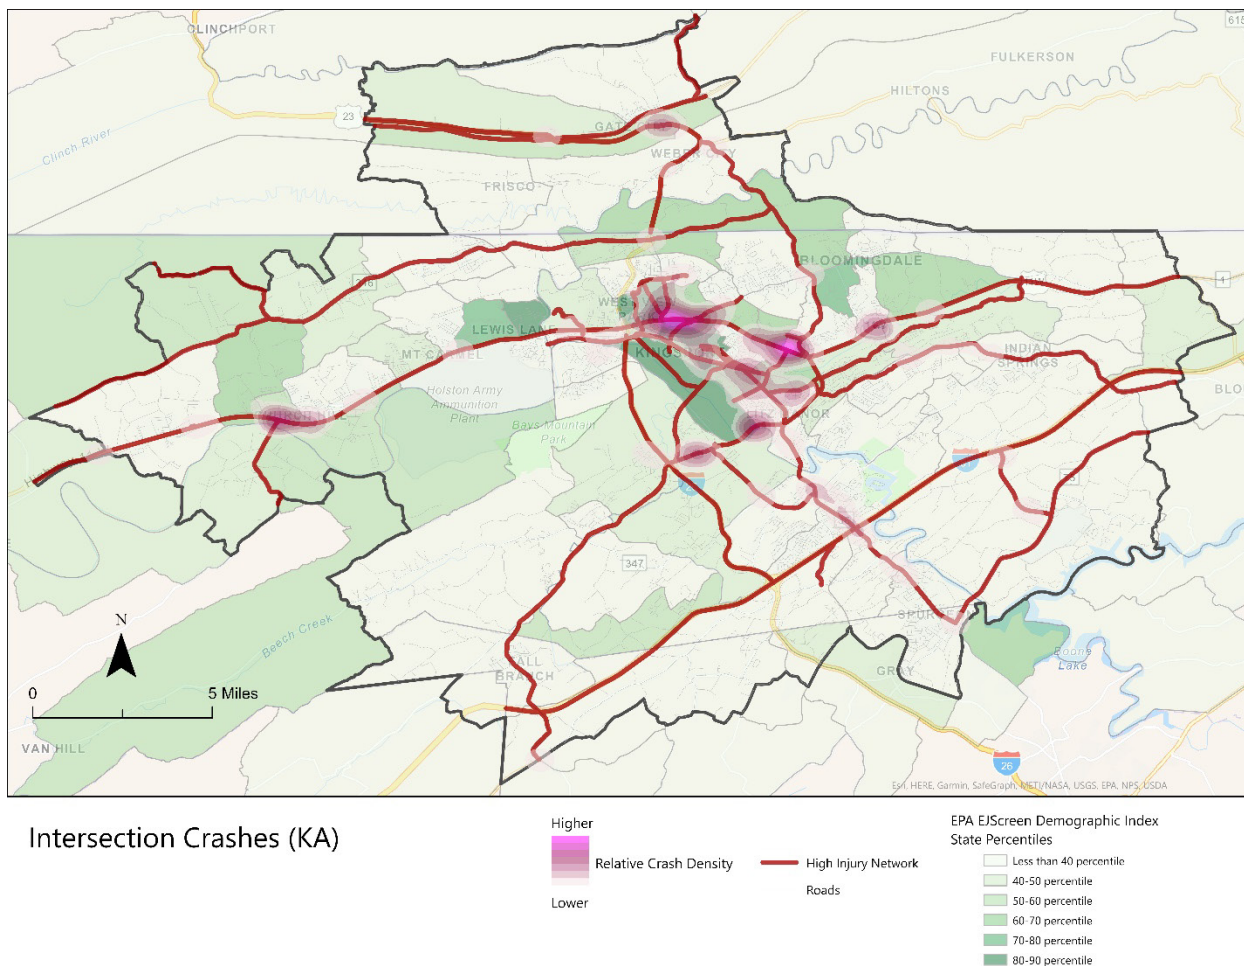 CLINCHPORT
615
FULKERSON
HILTONS
23
Clinch River
WEBER CITY
FRISCO
BLOOMINGDALE
4
LEWIS LANE
MT CARMEL
INDIAN
SPRINGS
Holston Army
Ammunition
Plant
Bays Mountain
Park
347
Beech Creek
GRAY
Boone
Lake
BRANCH
N
0
5 Miles
VAN HILL
26
Esri, HERE, Garmin, SafeGraph, METI/NASA, USGS, EPA, NPS, USDA
Intersection Crashes (KA)
Higher
Relative Crash Density
Lower
High Injury Network
Roads
EPA EJScreen Demographic Index
State Percentiles
Less than 40 percentile
40-50 percentile
50-60 percentile
60-70 percentile
70-80 percentile
80-90 percentile